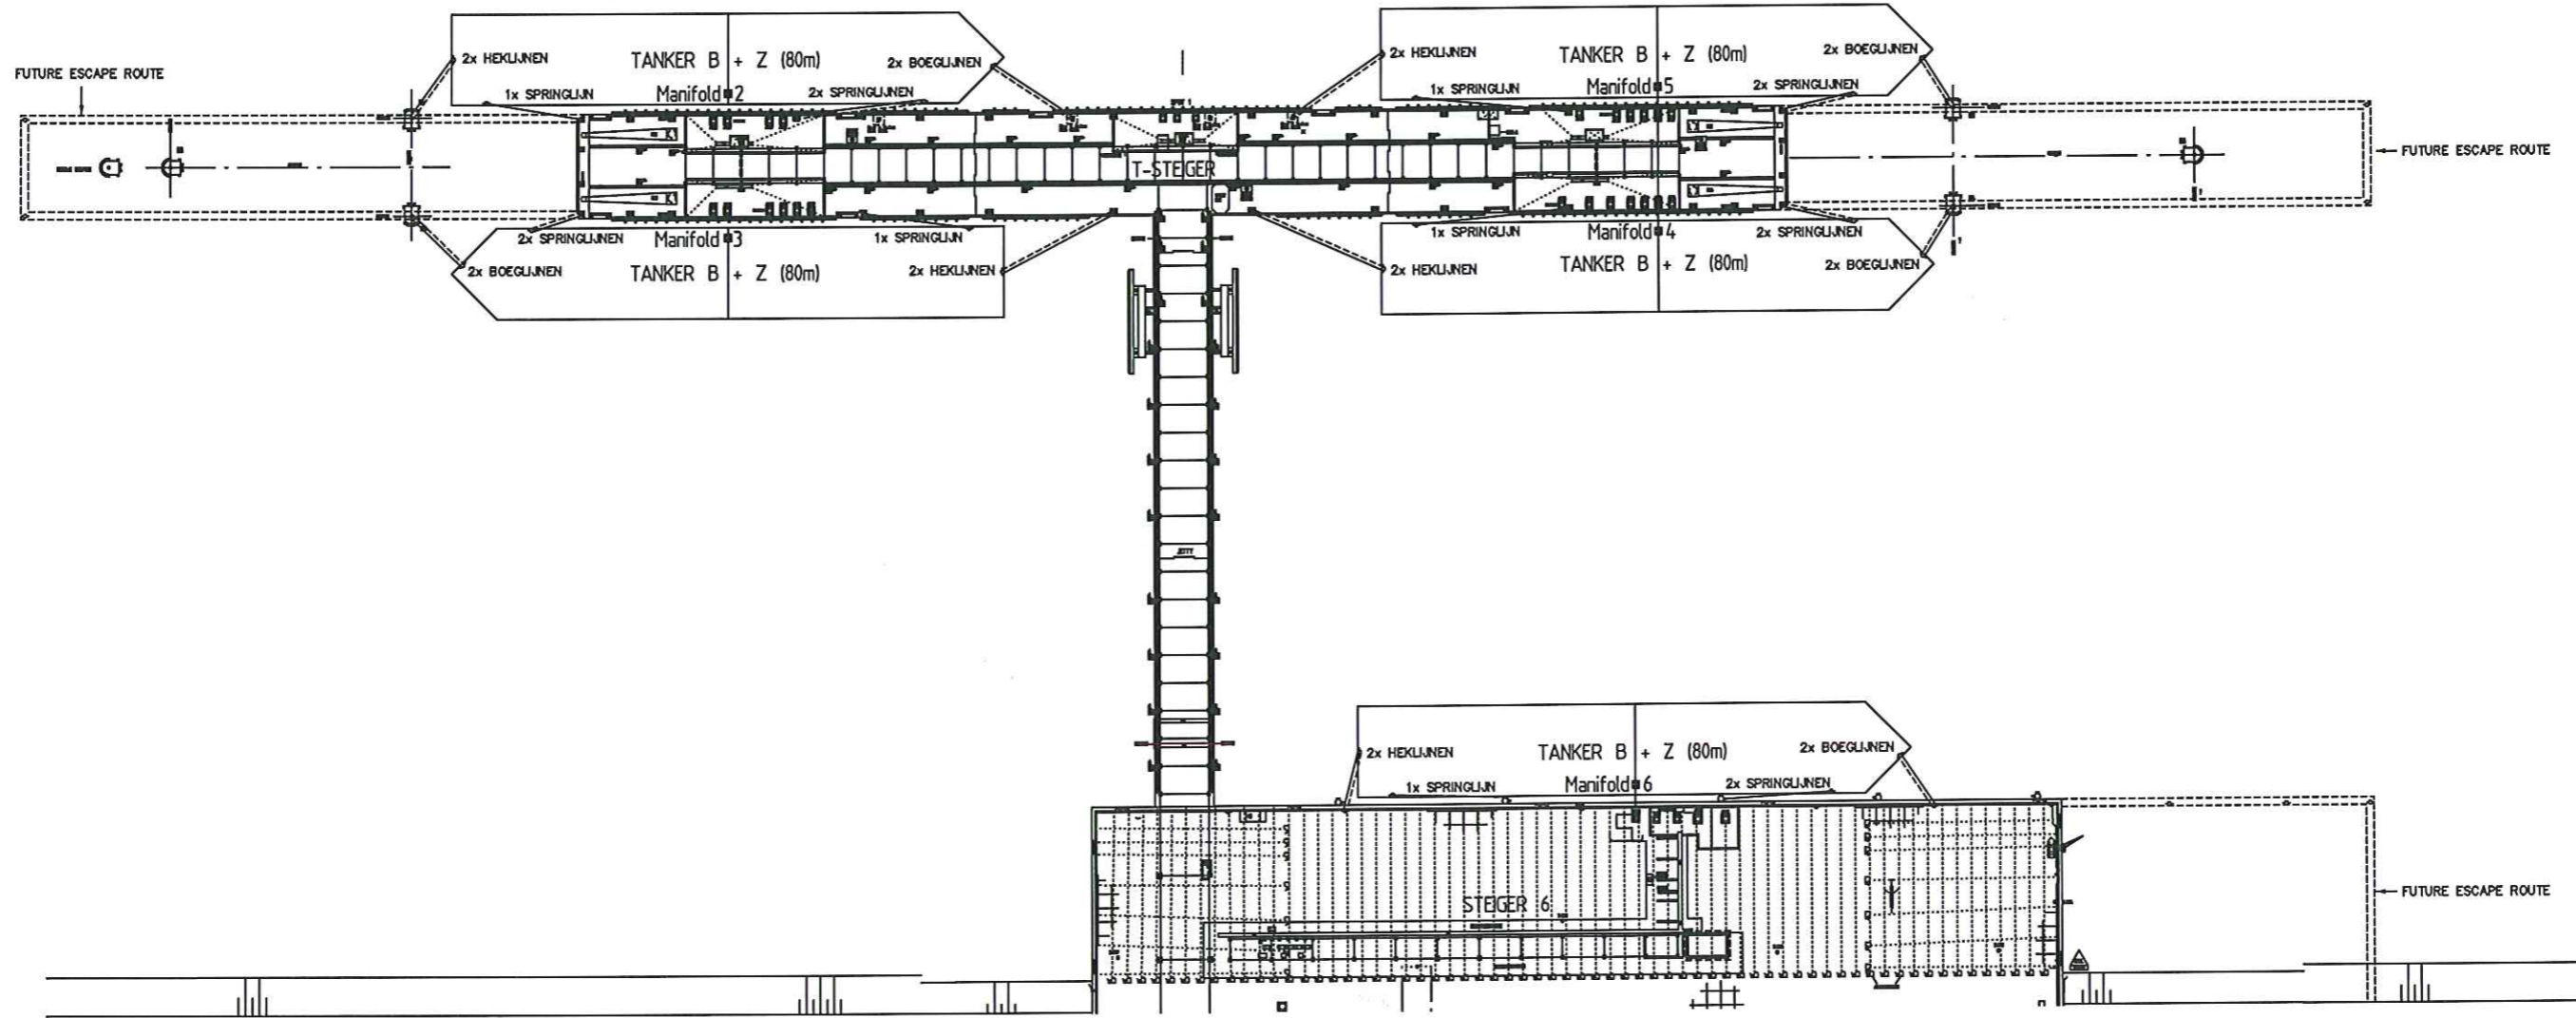 FUTURE ESCAPE ROUTE
2x HEKLIJNEN
TANKER B + Z (80m)
2x BOEGLIJNEN
1x SPRINGLIJN
Manifold 2
2x SPRINGLIJNEN
2x HEKLIJNEN
TANKER B + Z (80m)
2x BOEGLIJNEN
1x SPRINGLIJN
Manifold 5
2x SPRINGLIJNEN
T-STEIGER
FUTURE ESCAPE ROUTE
2x SPRINGLIJNEN
Manifold 3
1x SPRINGLIJN
2x BOEGLIJNEN
TANKER B + Z (80m)
2x HEKLIJNEN
1x SPRINGLIJN
Manifold 4
2x SPRINGLIJNEN
2x HEKLIJNEN
TANKER B + Z (80m)
2x BOEGLIJNEN
JETTY
2x HEKLIJNEN
TANKER B + Z (80m)
2x BOEGLIJNEN
1x SPRINGLIJN
Manifold 6
2x SPRINGLIJNEN
STEIGER 6
FUTURE ESCAPE ROUTE